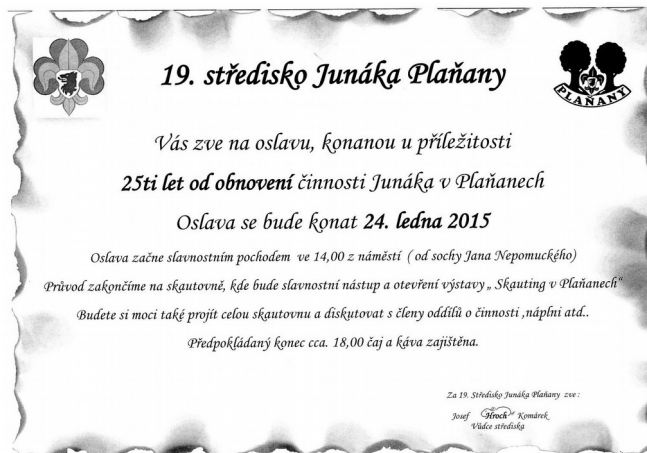 19. středisko Junáka Plaňany
PLAŇANY
Vás zve na oslavu, konanou u příležitosti
25ti let od obnovení činnosti Junáka v Plaňanech
Oslava se bude konat 24. ledna 2015
Oslava začne slavnostním pochodem ve 14,00 z náměstí ( od sochy Jana Nepomuckého)
Průvod zakončíme na skautovně, kde bude slavnostní nástup a otevření výstavy „ Skauting v Plaňanech"
Budete si moci také projít celou skautovnu a diskutovat s členy oddílů o činnosti ,náplni atd..
Předpokládaný konec cca. 18,00 čaj a káva zajištěna.
Za 19. Středisko Junáka Plaňany zve :
Josef Hroch Komárek
Vůdce střediska